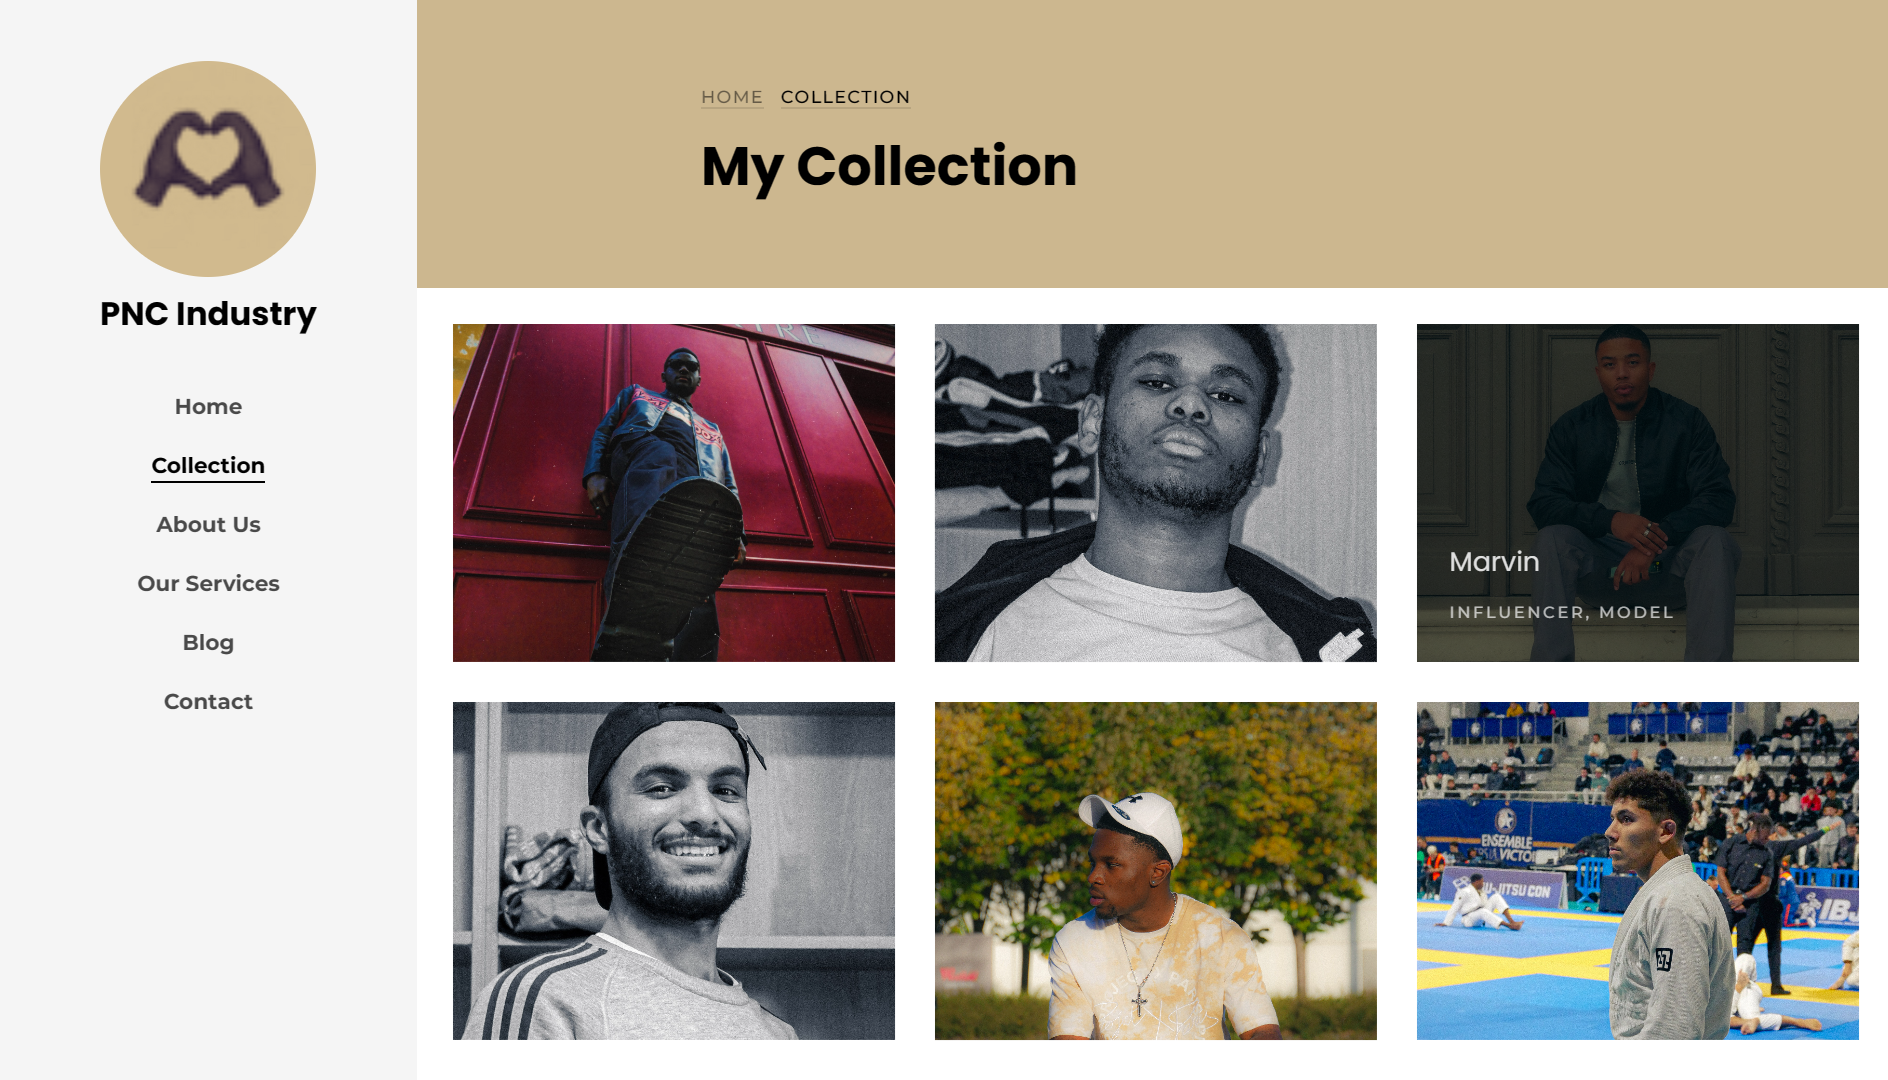 PNC Industry
Home
Collection
About Us
Our Services
Blog
Contact
HOME COLLECTION
My Collection
Marvin
INFLUENCER, MODEL
ENSEMBLE
JU-JITSU CON
IBJ